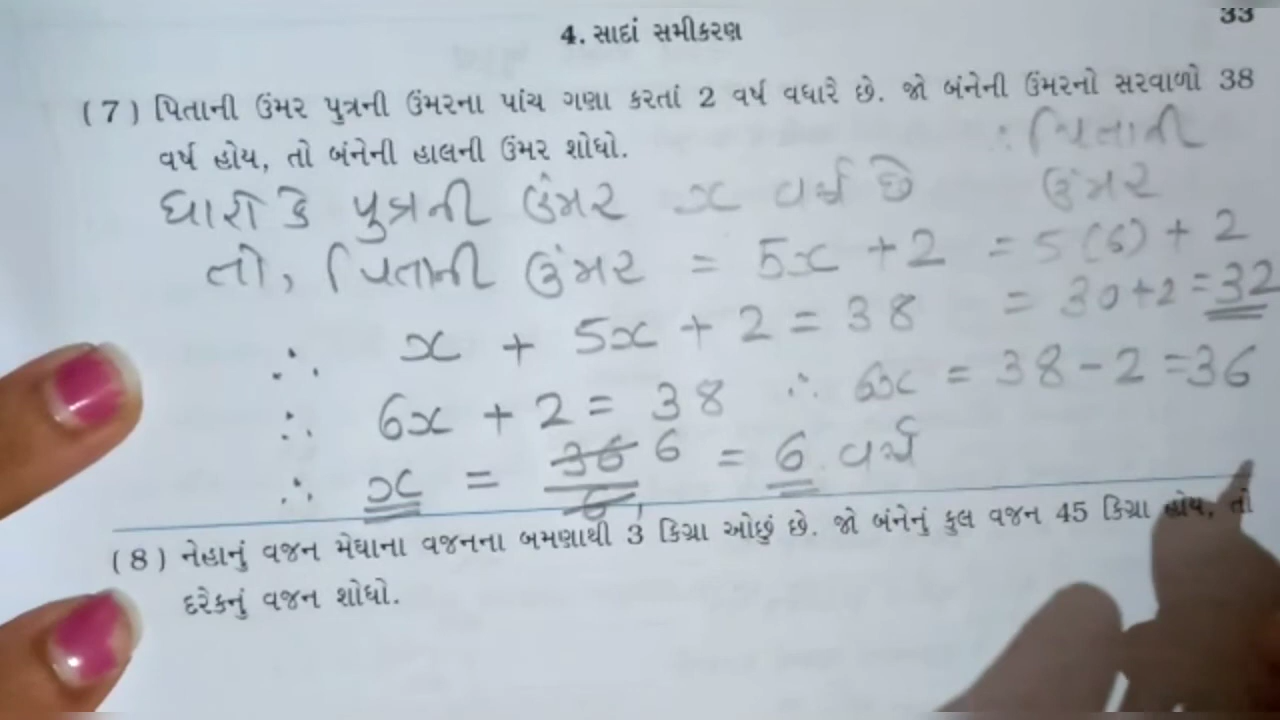 33
4. સાદાં સમીકરણ
(7) પિતાની ઉંમર પુત્રની ઉંમરના પાંચ ગણા કરતાં 2 વર્ષ વધારે છે. જો બંનેની ઉંમરનો સરવાળો 38
વર્ષ હોય, તો બંનેની હાલની ઉંમર શોધો.
∴ પિતાની
ધારો કે પુત્રની ઉંમર x વર્ષ છે ઉંમર
તો, પિતાની ઉંમર = 5x + 2 = 5(6) + 2
∴ x + 5x + 2 = 38 = 30+2 = 32
∴ 6x + 2 = 38 ∴ 6x = 38 - 2 = 36
∴ x = 36 6 / 6 1 = 6 વર્ષ
(8) નેહાનું વજન મેઘાના વજનના બમણાથી 3 કિગ્રા ઓછું છે. જો બંનેનું કુલ વજન 45 કિગ્રા હોય, તો
દરેકનું વજન શોધો.